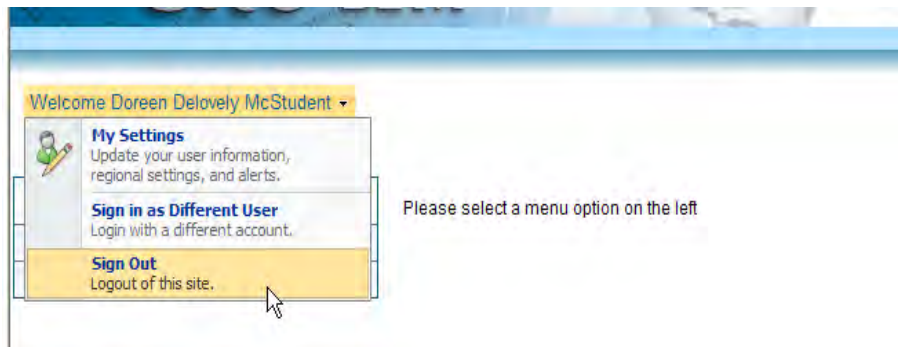 Welcome Doreen Delovely McStudent
My Settings
Update your user information,
regional settings, and alerts.
Sign in as Different User
Login with a different account.
Sign Out
Logout of this site.
Please select a menu option on the left